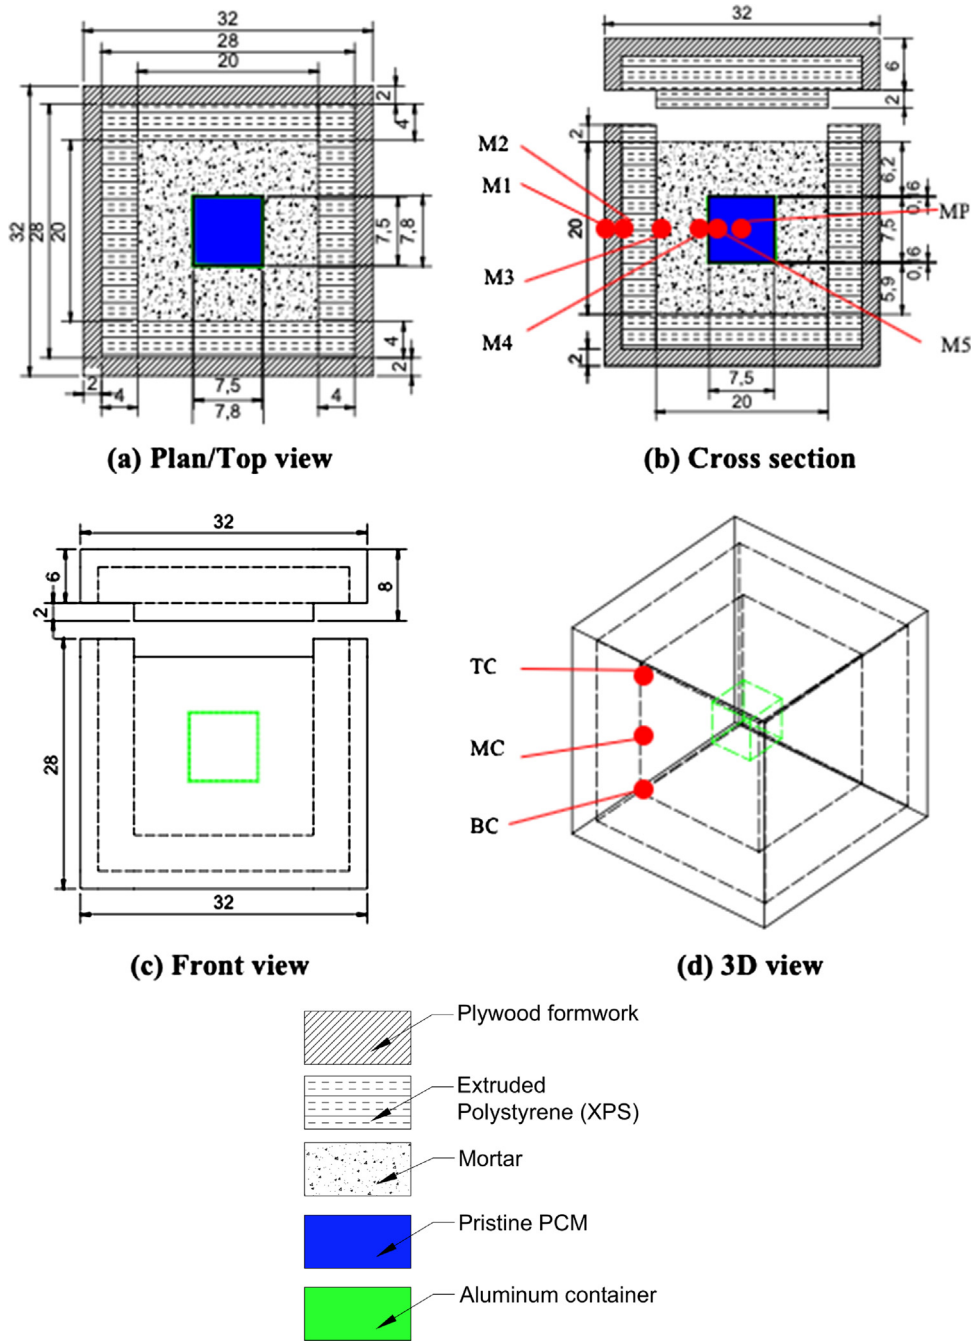 32
28
20
2
4
32
28
20
7,5
7,8
4
2
2
4
7,5
7,8
4
(a) Plan/Top view
32
6
2
2
M2
M1
20
6,2
0,16
7,5
0,16
5,9
MP
M3
M4
M5
2
7,5
20
(b) Cross section
32
6
8
2
28
32
(c) Front view
TC
MC
BC
(d) 3D view
Plywood formwork
Extruded
Polystyrene (XPS)
Mortar
Pristine PCM
Aluminum container